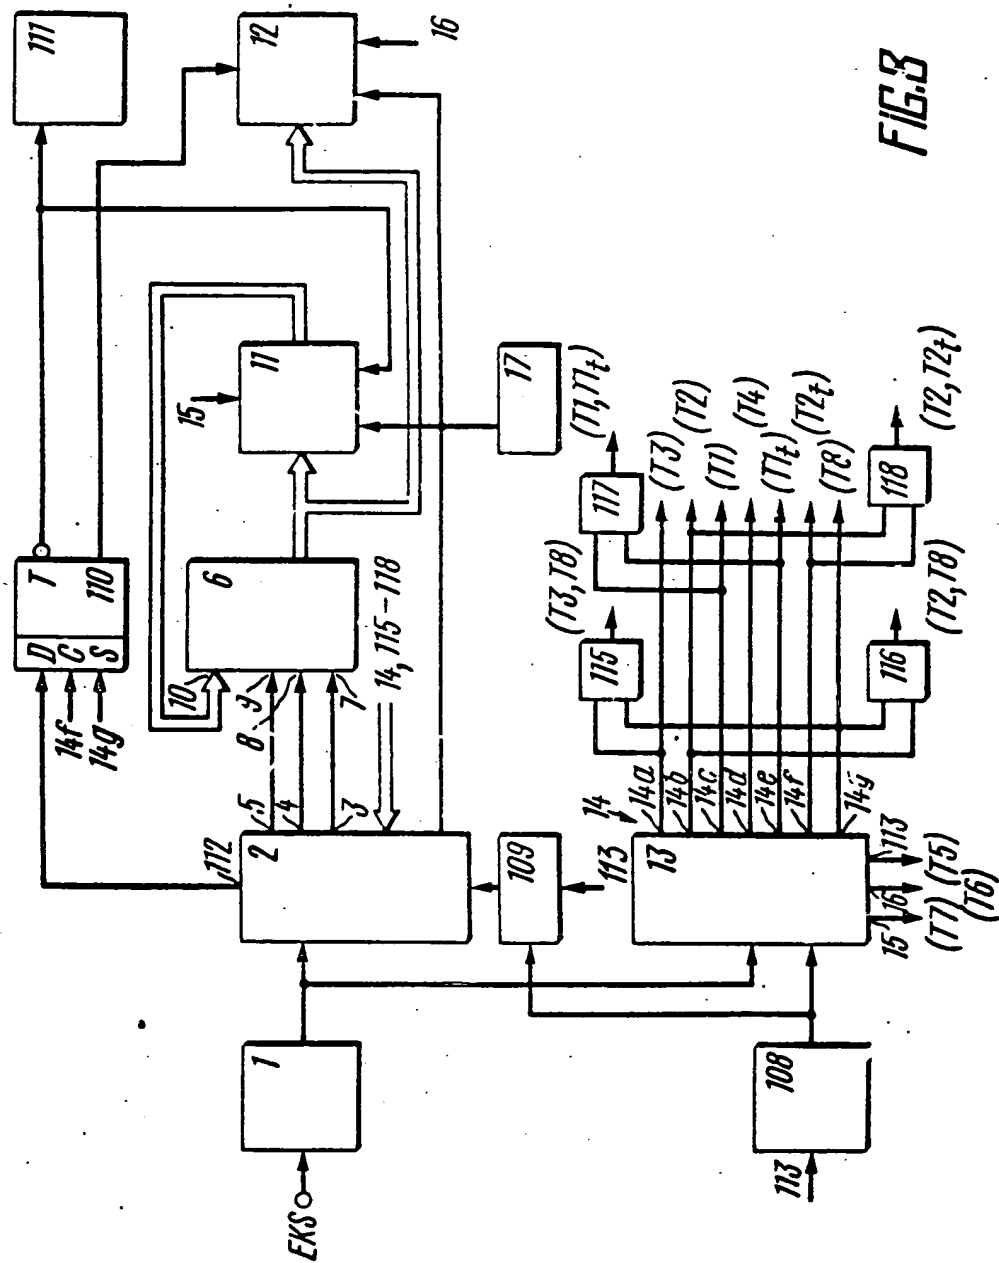 EKS
1
112
2
5
4
3
9
8
7
10
6
14, 115-118
D
C
S
T
110
14f
14g
15
11
111
12
16
17
109
113
113
108
13
14
14a
14b
14c
14d
14e
14f
14g
113
16
15
(T5)
(T6)
(T7)
115
(T3, T8)
116
(T2, T8)
117
(T1, T1t)
118
(T2, T2t)
(T3)
(T2)
(T1)
(T4)
(T1t)
(T2t)
(T8)
FIG.3